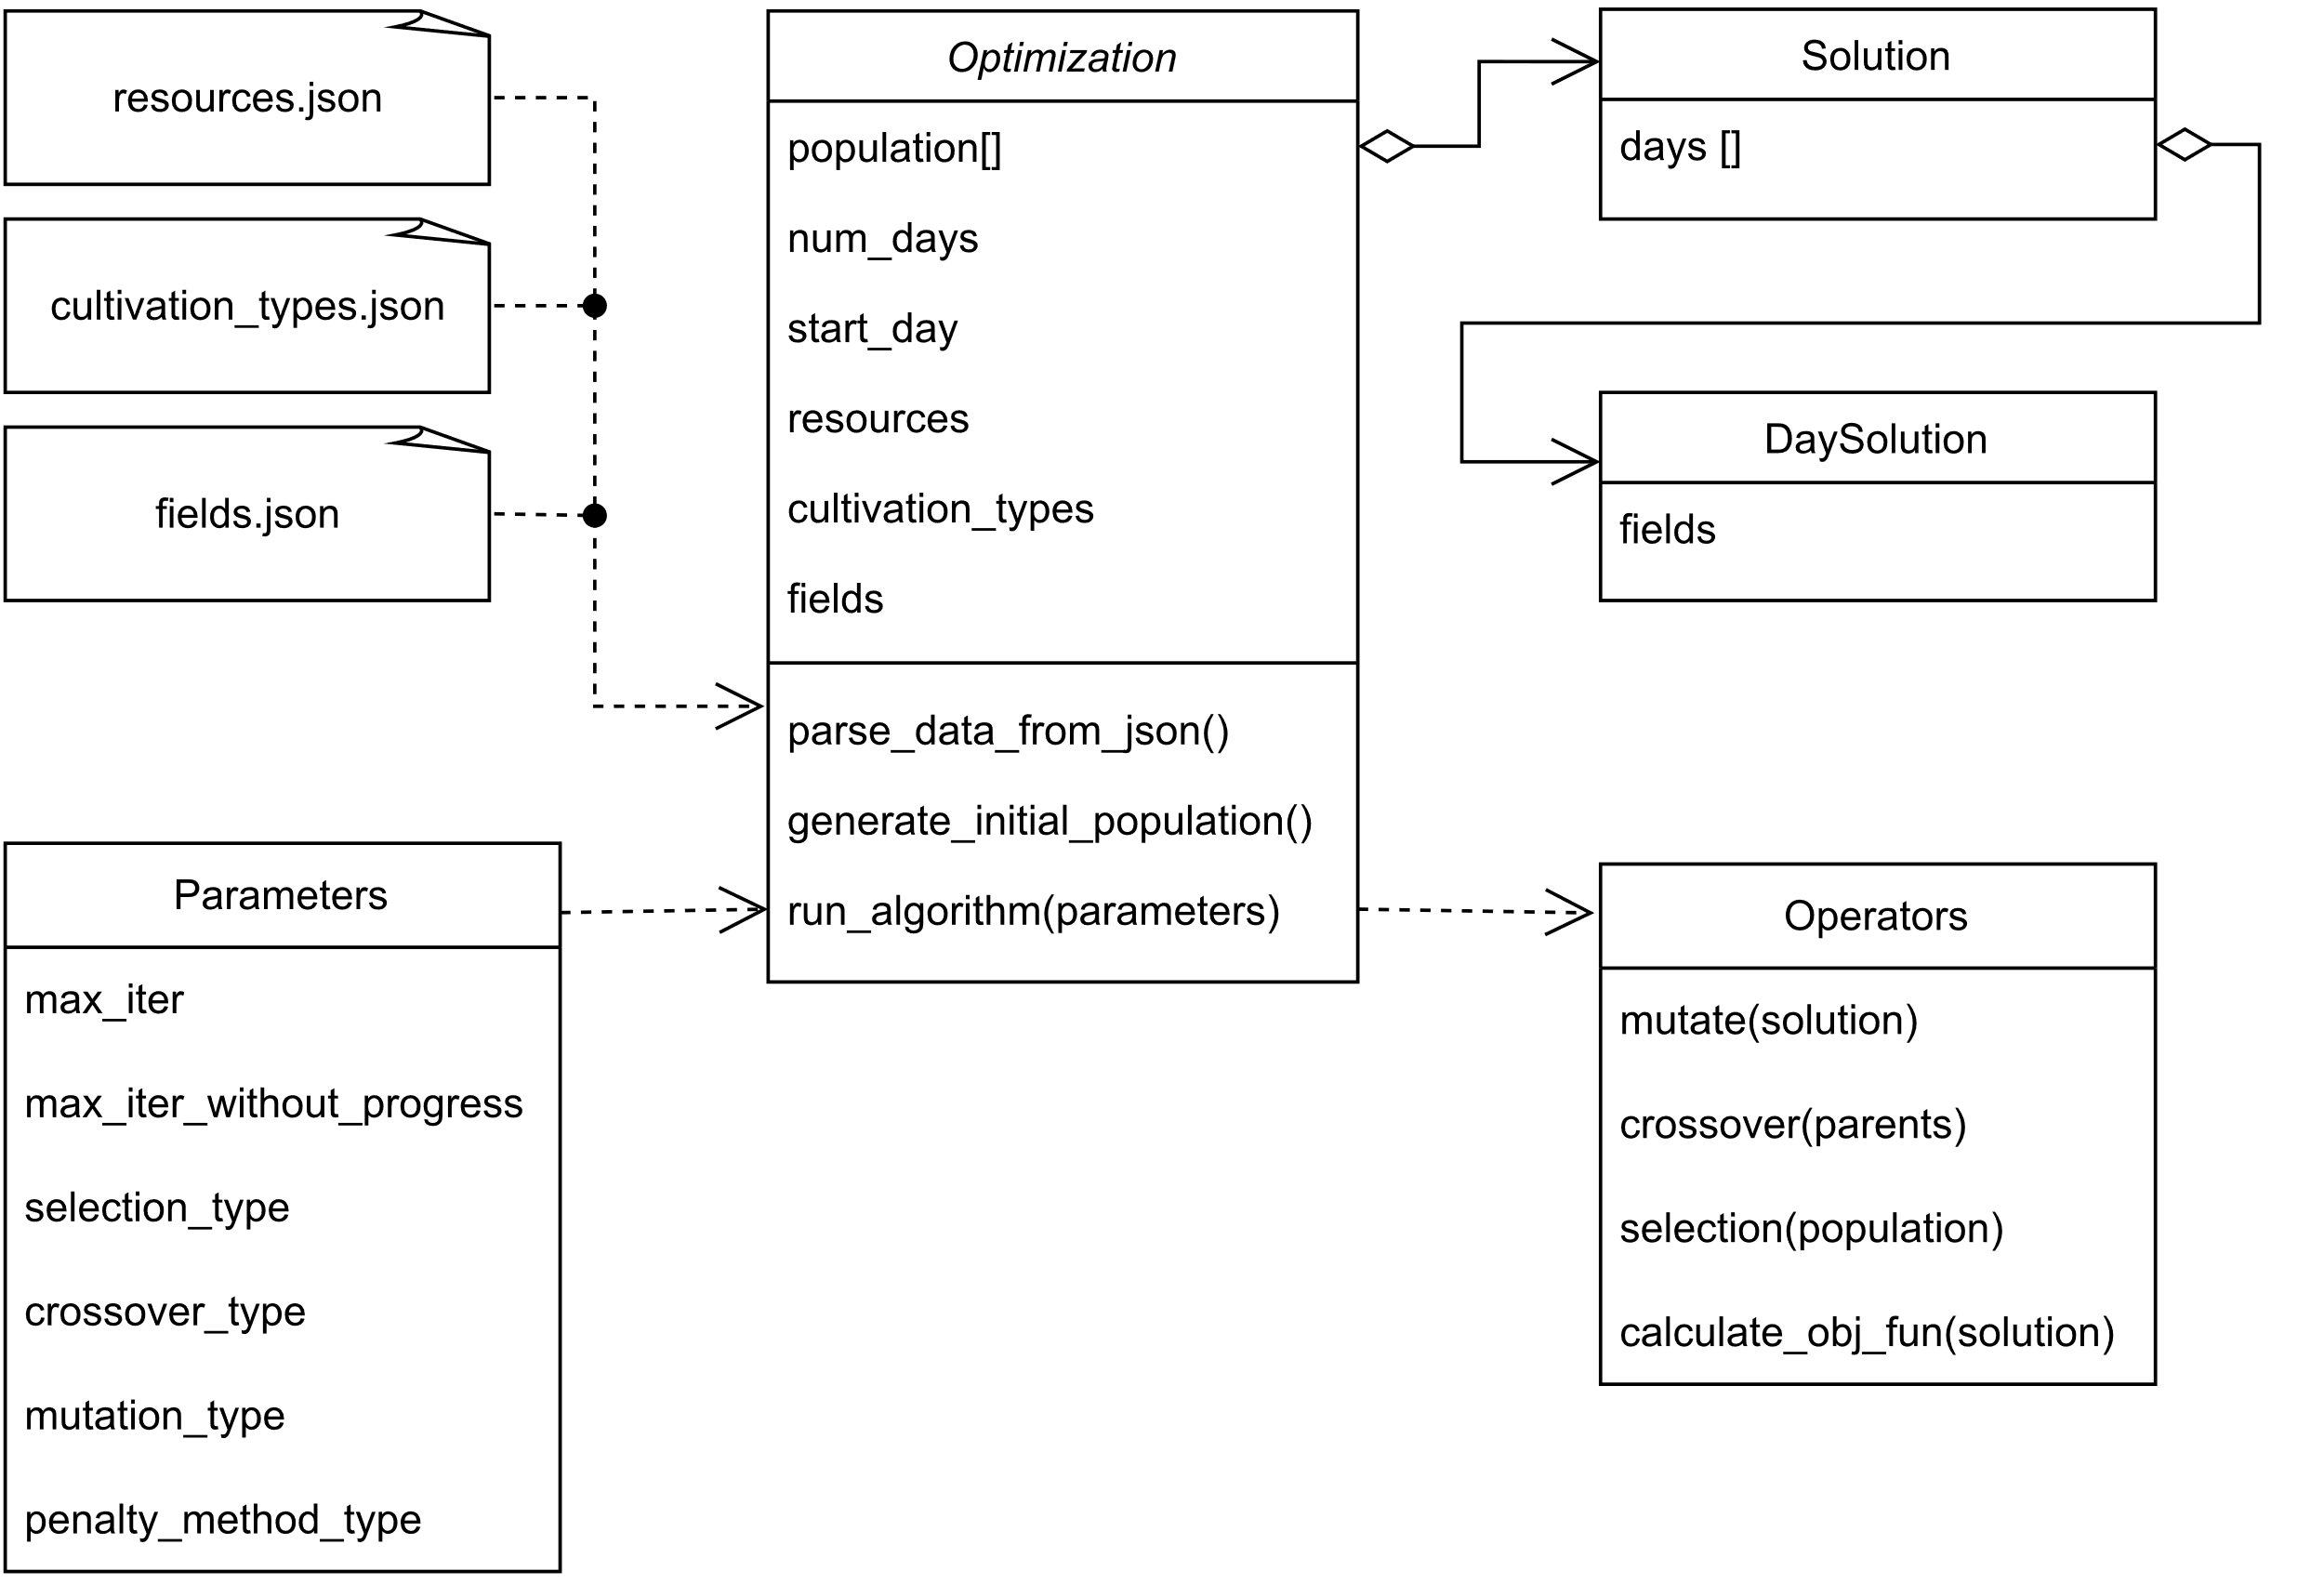 resources.json
cultivation_types.json
fields.json
Optimization
population[]
num_days
start_day
resources
cultivation_types
fields
parse_data_from_json()
generate_initial_population()
run_algorithm(parameters)
Solution
days []
DaySolution
fields
Parameters
max_iter
max_iter_without_progress
selection_type
crossover_type
mutation_type
penalty_method_type
Operators
mutate(solution)
crossover(parents)
selection(population)
calculate_obj_fun(solution)